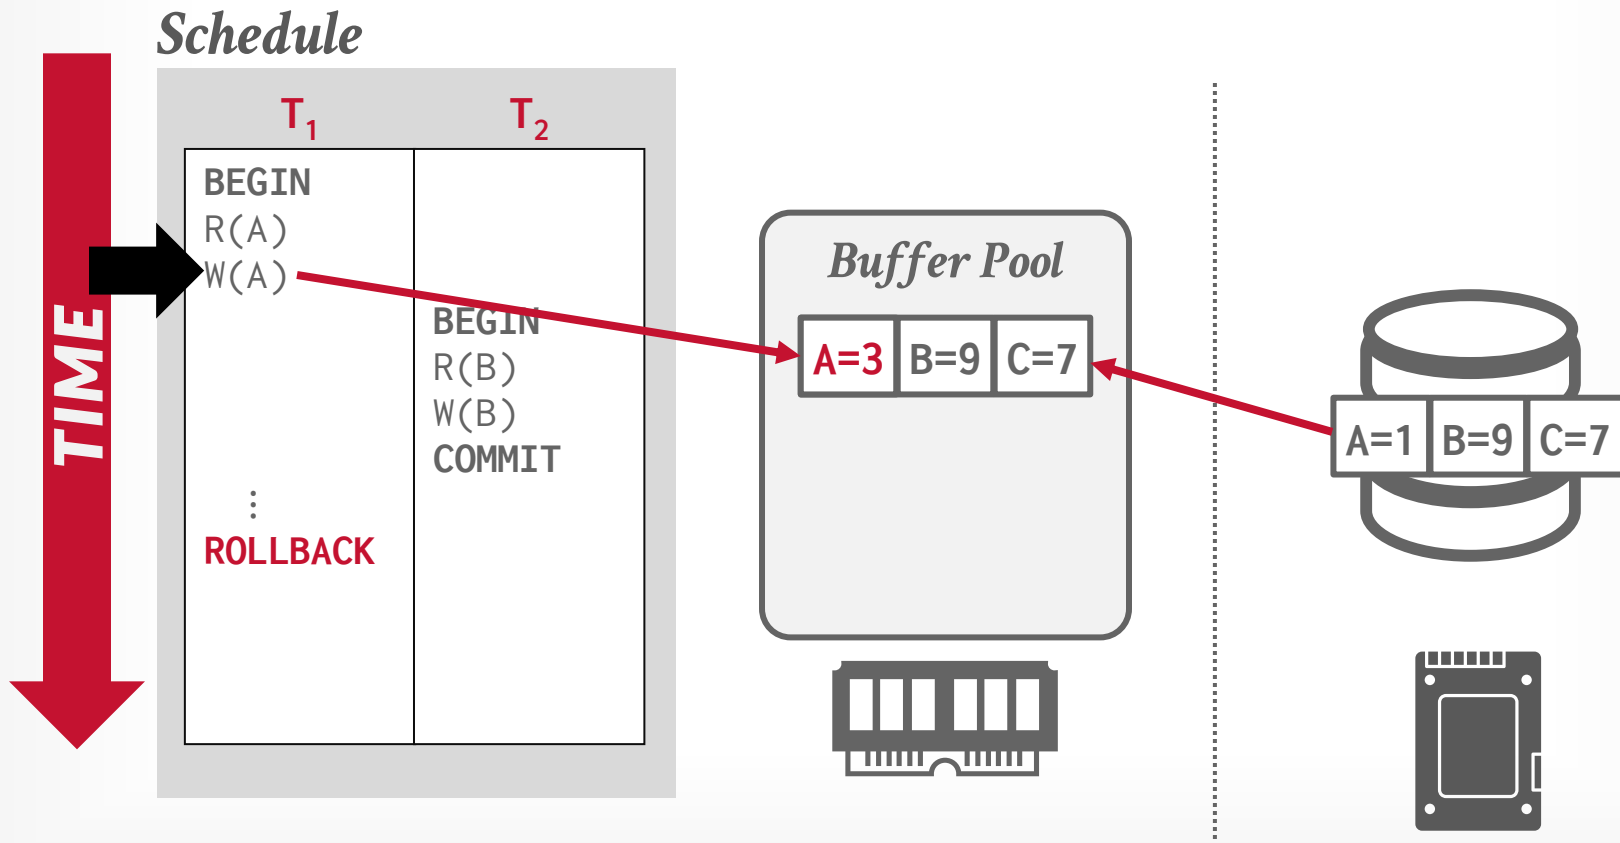 Schedule
TIME
T1
T2
BEGIN
R(A)
W(A)
BEGIN
R(B)
W(B)
COMMIT
⋮
ROLLBACK
Buffer Pool
A=3 B=9 C=7
A=1 B=9 C=7